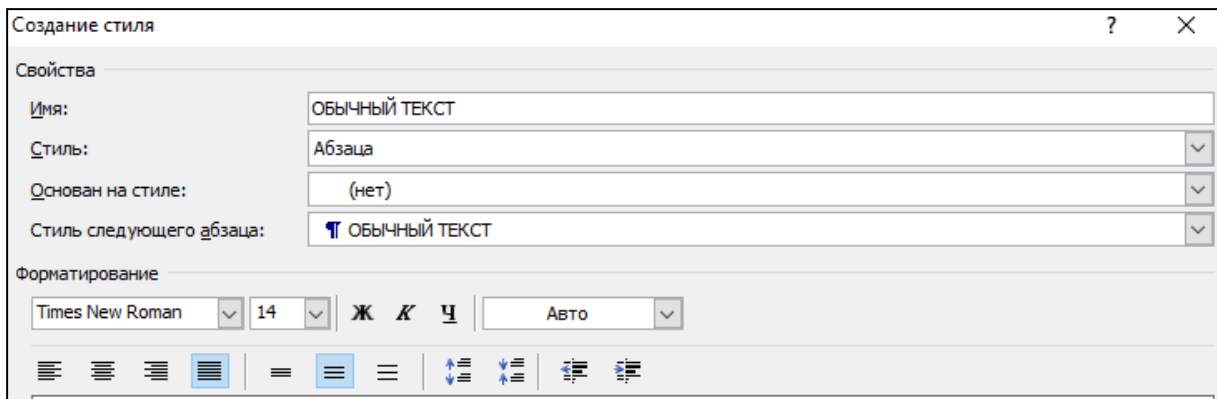 Создание стиля ?
Свойства
Имя: ОБЫЧНЫЙ ТЕКСТ
Стиль: Абзаца
Основан на стиле: (нет)
Стиль следующего абзаца: ¶ ОБЫЧНЫЙ ТЕКСТ
Форматирование
Times New Roman 14 Ж К Ч Авто